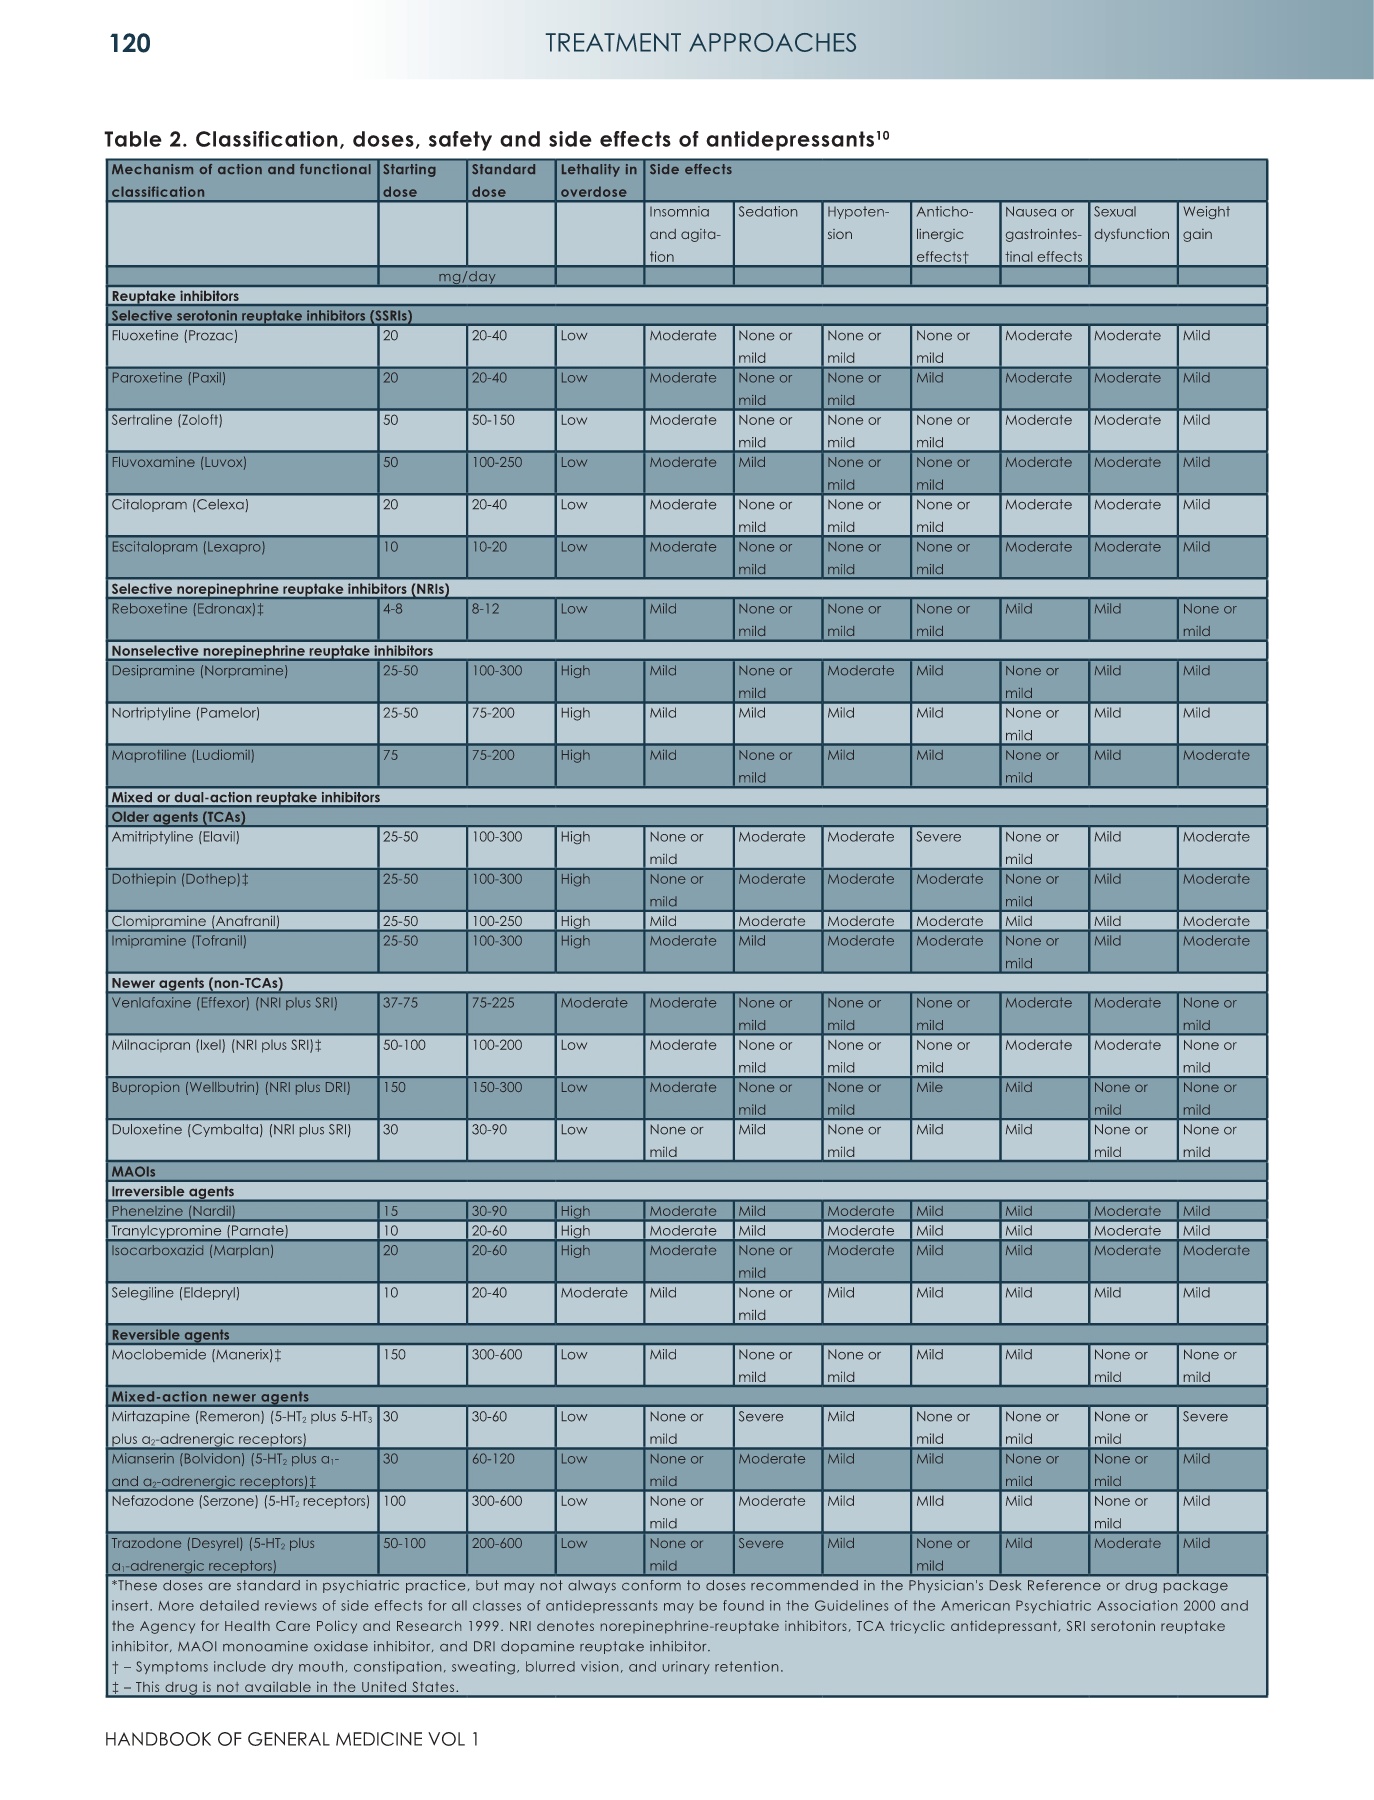 120
TREATMENT APPROACHES
Table 2. Classification, doses, safety and side effects of antidepressants¹⁰
Mechanism of action and functional classification | Starting dose | Standard dose | Lethality in overdose | Side effects
Insomnia and agita-tion | Sedation | Hypoten-sion | Anticho-linergic effects† | Nausea or gastrointes-tinal effects | Sexual dysfunction | Weight gain
mg/day
Reuptake inhibitors
Selective serotonin reuptake inhibitors (SSRIs)
Fluoxetine (Prozac) | 20 | 20-40 | Low | Moderate | None or mild | None or mild | None or mild | Moderate | Moderate | Mild
Paroxetine (Paxil) | 20 | 20-40 | Low | Moderate | None or mild | None or mild | Mild | Moderate | Moderate | Mild
Sertraline (Zoloft) | 50 | 50-150 | Low | Moderate | None or mild | None or mild | None or mild | Moderate | Moderate | Mild
Fluvoxamine (Luvox) | 50 | 100-250 | Low | Moderate | Mild | None or mild | None or mild | Moderate | Moderate | Mild
Citalopram (Celexa) | 20 | 20-40 | Low | Moderate | None or mild | None or mild | None or mild | Moderate | Moderate | Mild
Escitalopram (Lexapro) | 10 | 10-20 | Low | Moderate | None or mild | None or mild | None or mild | Moderate | Moderate | Mild
Selective norepinephrine reuptake inhibitors (NRIs)
Reboxetine (Edronax)‡ | 4-8 | 8-12 | Low | Mild | None or mild | None or mild | None or mild | Mild | Mild | None or mild
Nonselective norepinephrine reuptake inhibitors
Desipramine (Norpramine) | 25-50 | 100-300 | High | Mild | None or mild | Moderate | Mild | None or mild | Mild | Mild
Nortriptyline (Pamelor) | 25-50 | 75-200 | High | Mild | Mild | Mild | Mild | None or mild | Mild | Mild
Maprotiline (Ludiomil) | 75 | 75-200 | High | Mild | None or mild | Mild | Mild | None or mild | Mild | Moderate
Mixed or dual-action reuptake inhibitors
Older agents (TCAs)
Amitriptyline (Elavil) | 25-50 | 100-300 | High | None or mild | Moderate | Moderate | Severe | None or mild | Mild | Moderate
Dothiepin (Dothep)‡ | 25-50 | 100-300 | High | None or mild | Moderate | Moderate | Moderate | None or mild | Mild | Moderate
Clomipramine (Anafranil) | 25-50 | 100-250 | High | Mild | Moderate | Moderate | Moderate | Mild | Mild | Moderate
Imipramine (Tofranil) | 25-50 | 100-300 | High | Moderate | Mild | Moderate | Moderate | None or mild | Mild | Moderate
Newer agents (non-TCAs)
Venlafaxine (Effexor) (NRI plus SRI) | 37-75 | 75-225 | Moderate | Moderate | None or mild | None or mild | None or mild | Moderate | Moderate | None or mild
Milnacipran (Ixel) (NRI plus SRI)‡ | 50-100 | 100-200 | Low | Moderate | None or mild | None or mild | None or mild | Moderate | Moderate | None or mild
Bupropion (Wellbutrin) (NRI plus DRI) | 150 | 150-300 | Low | Moderate | None or mild | None or mild | Mile | Mild | None or mild | None or mild
Duloxetine (Cymbalta) (NRI plus SRI) | 30 | 30-90 | Low | None or mild | Mild | None or mild | Mild | Mild | None or mild | None or mild
MAOIs
Irreversible agents
Phenelzine (Nardil) | 15 | 30-90 | High | Moderate | Mild | Moderate | Mild | Mild | Moderate | Mild
Tranylcypromine (Parnate) | 10 | 20-60 | High | Moderate | Mild | Moderate | Mild | Mild | Moderate | Mild
Isocarboxazid (Marplan) | 20 | 20-60 | High | Moderate | None or mild | Moderate | Mild | Mild | Moderate | Moderate
Selegiline (Eldepryl) | 10 | 20-40 | Moderate | Mild | None or mild | Mild | Mild | Mild | Mild | Mild
Reversible agents
Moclobemide (Manerix)‡ | 150 | 300-600 | Low | Mild | None or mild | None or mild | Mild | Mild | None or mild | None or mild
Mixed-action newer agents
Mirtazapine (Remeron) (5-HT₂ plus 5-HT₃ plus α₂-adrenergic receptors) | 30 | 30-60 | Low | None or mild | Severe | Mild | None or mild | None or mild | None or mild | Severe
Mianserin (Bolvidon) (5-HT₂ plus α₁- and α₂-adrenergic receptors)‡ | 30 | 60-120 | Low | None or mild | Moderate | Mild | Mild | None or mild | None or mild | Mild
Nefazodone (Serzone) (5-HT₂ receptors) | 100 | 300-600 | Low | None or mild | Moderate | Mild | MIld | Mild | None or mild | Mild
Trazodone (Desyrel) (5-HT₂ plus α₁-adrenergic receptors) | 50-100 | 200-600 | Low | None or mild | Severe | Mild | None or mild | Mild | Moderate | Mild
*These doses are standard in psychiatric practice, but may not always conform to doses recommended in the Physician's Desk Reference or drug package
insert. More detailed reviews of side effects for all classes of antidepressants may be found in the Guidelines of the American Psychiatric Association 2000 and
the Agency for Health Care Policy and Research 1999. NRI denotes norepinephrine-reuptake inhibitors, TCA tricyclic antidepressant, SRI serotonin reuptake
inhibitor, MAOI monoamine oxidase inhibitor, and DRI dopamine reuptake inhibitor.
† – Symptoms include dry mouth, constipation, sweating, blurred vision, and urinary retention.
‡ – This drug is not available in the United States.
HANDBOOK OF GENERAL MEDICINE VOL 1